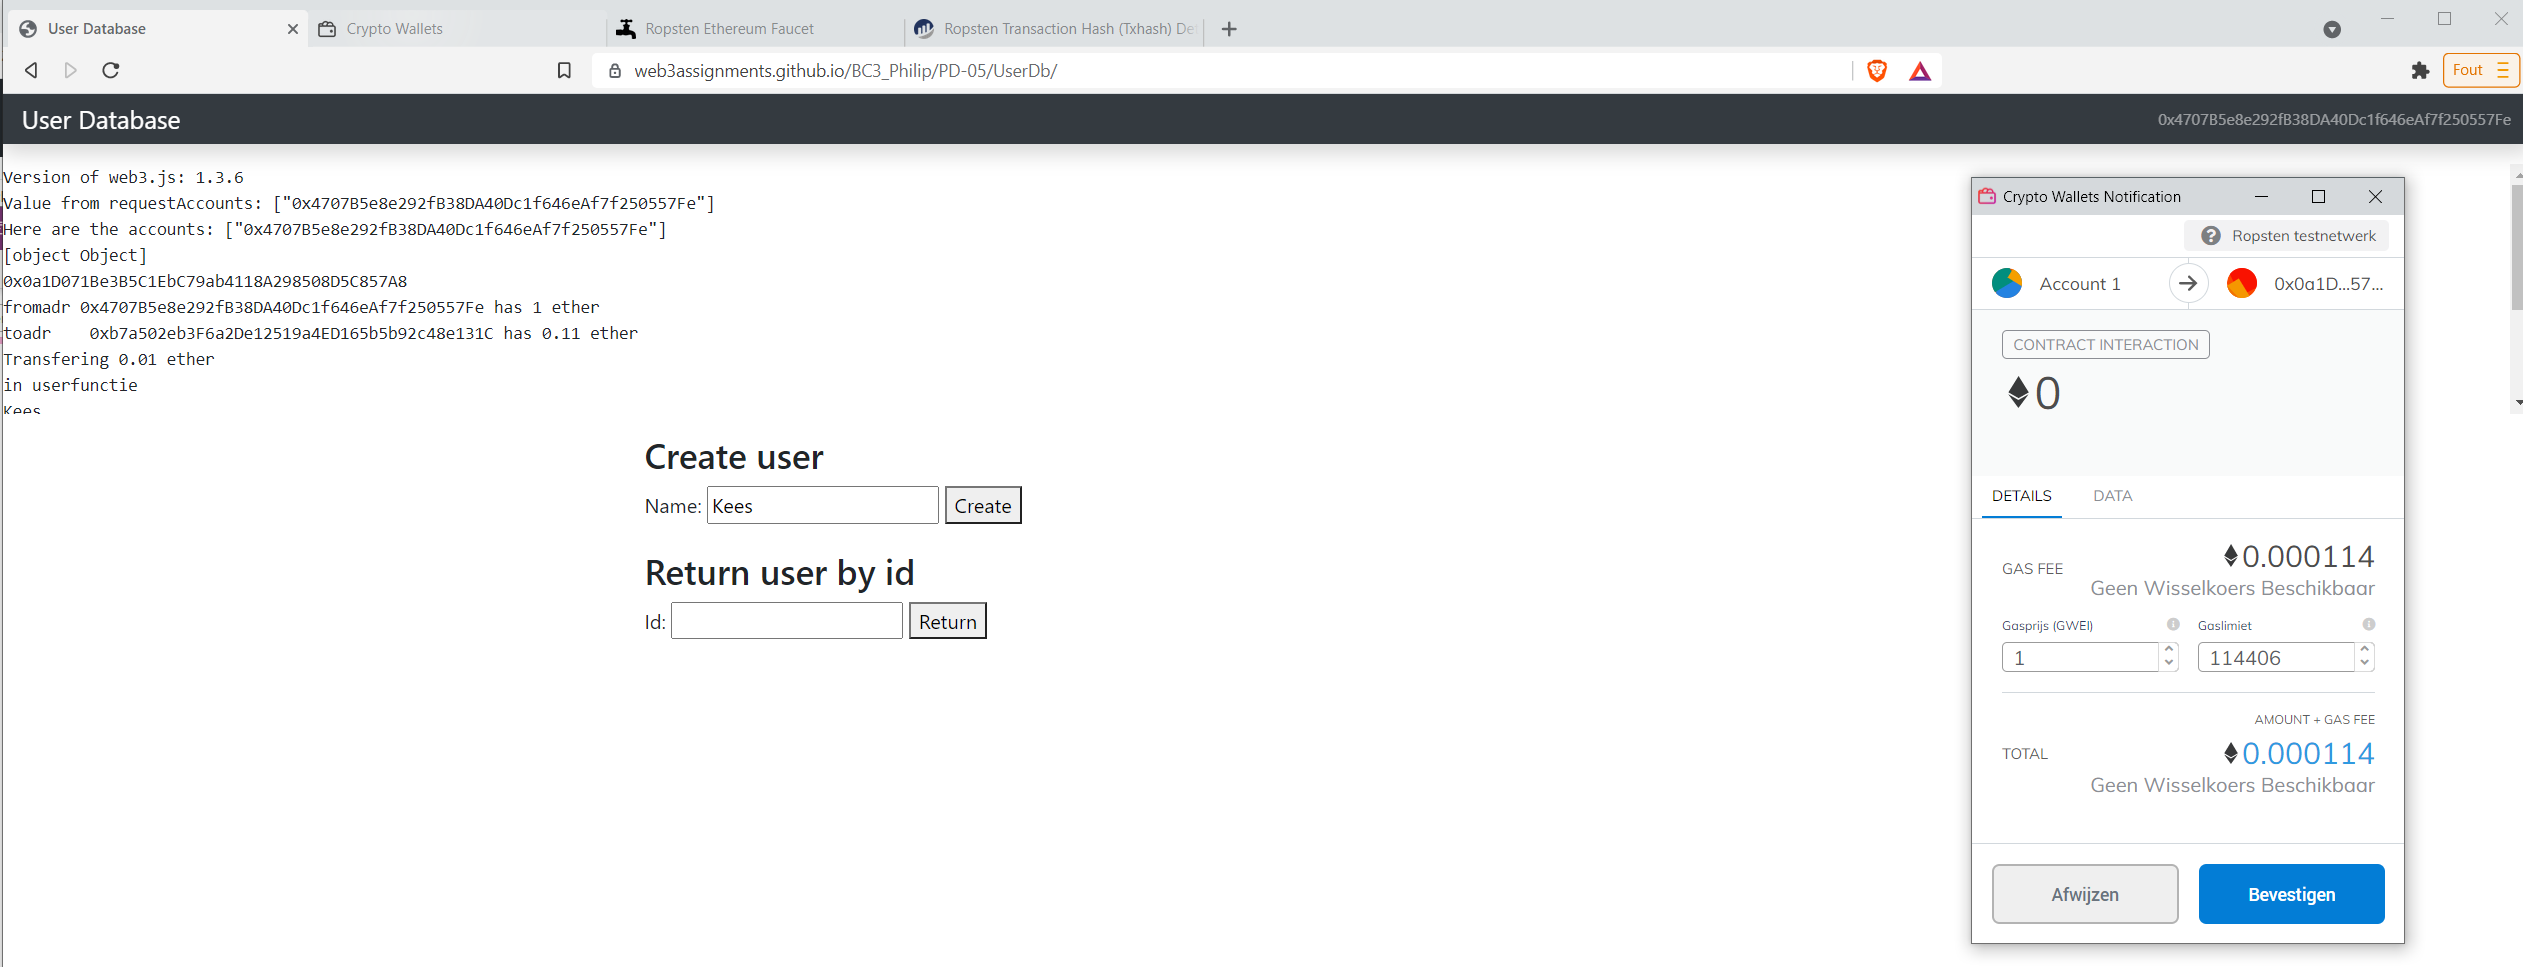 User Database
Crypto Wallets
Ropsten Ethereum Faucet
Ropsten Transaction Hash (Txhash) De
web3assignments.github.io/BC3_Philip/PD-05/UserDb/
Fout
User Database
0x4707B5e8e292fB38DA40Dc1f646eAf7f250557Fe
Version of web3.js: 1.3.6
Value from requestAccounts: ["0x4707B5e8e292fB38DA40Dc1f646eAf7f250557Fe"]
Here are the accounts: ["0x4707B5e8e292fB38DA40Dc1f646eAf7f250557Fe"]
[object Object]
0x0a1D071Be3B5C1EbC79ab4118A298508D5C857A8
fromadr 0x4707B5e8e292fB38DA40Dc1f646eAf7f250557Fe has 1 ether
toadr    0xb7a502eb3F6a2De12519a4ED165b5b92c48e131C has 0.11 ether
Transfering 0.01 ether
in userfunctie
Kees
Create user
Name: Kees Create
Return user by id
Id: Return
Crypto Wallets Notification
Ropsten testnetwerk
Account 1
0x0a1D...57...
CONTRACT INTERACTION
0
DETAILS DATA
GAS FEE
0.000114
Geen Wisselkoers Beschikbaar
Gasprijs (GWEI) Gaslimiet
1 114406
AMOUNT + GAS FEE
TOTAL
0.000114
Geen Wisselkoers Beschikbaar
Afwijzen Bevestigen